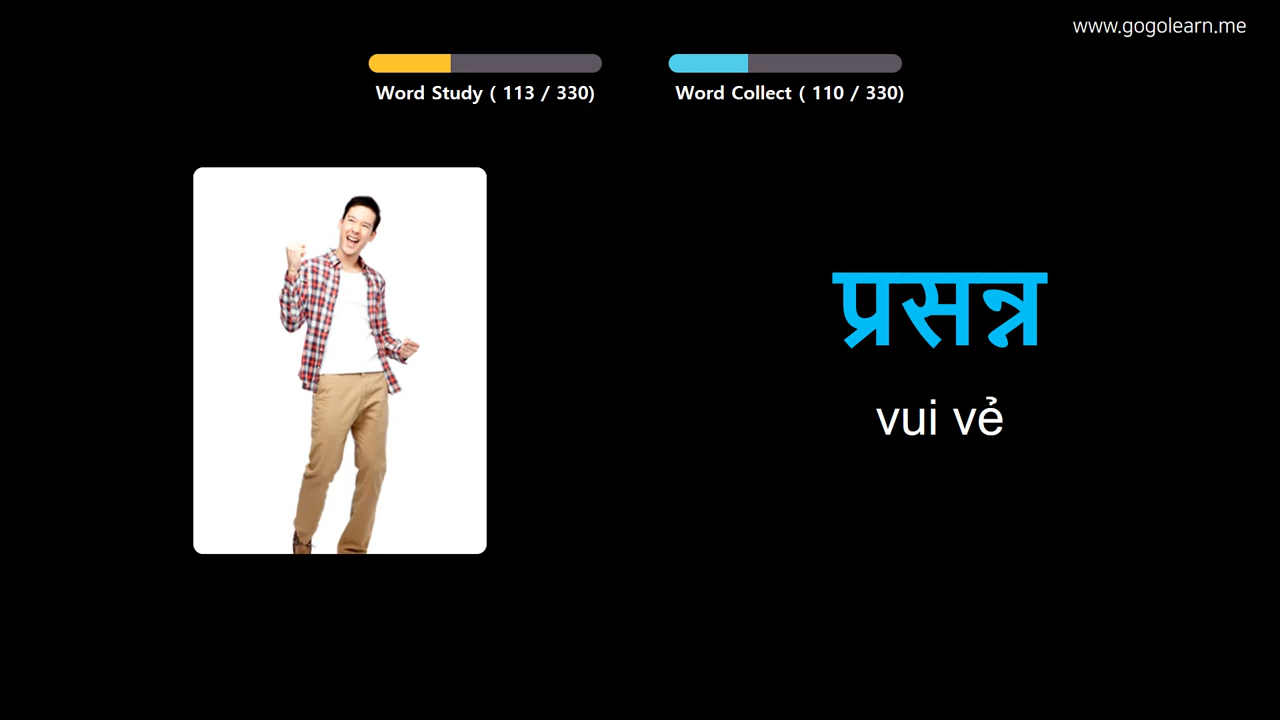 www.gogolearn.me
Word Study ( 113 / 330)
Word Collect ( 110 / 330)
प्रसन्न
vui vẻ